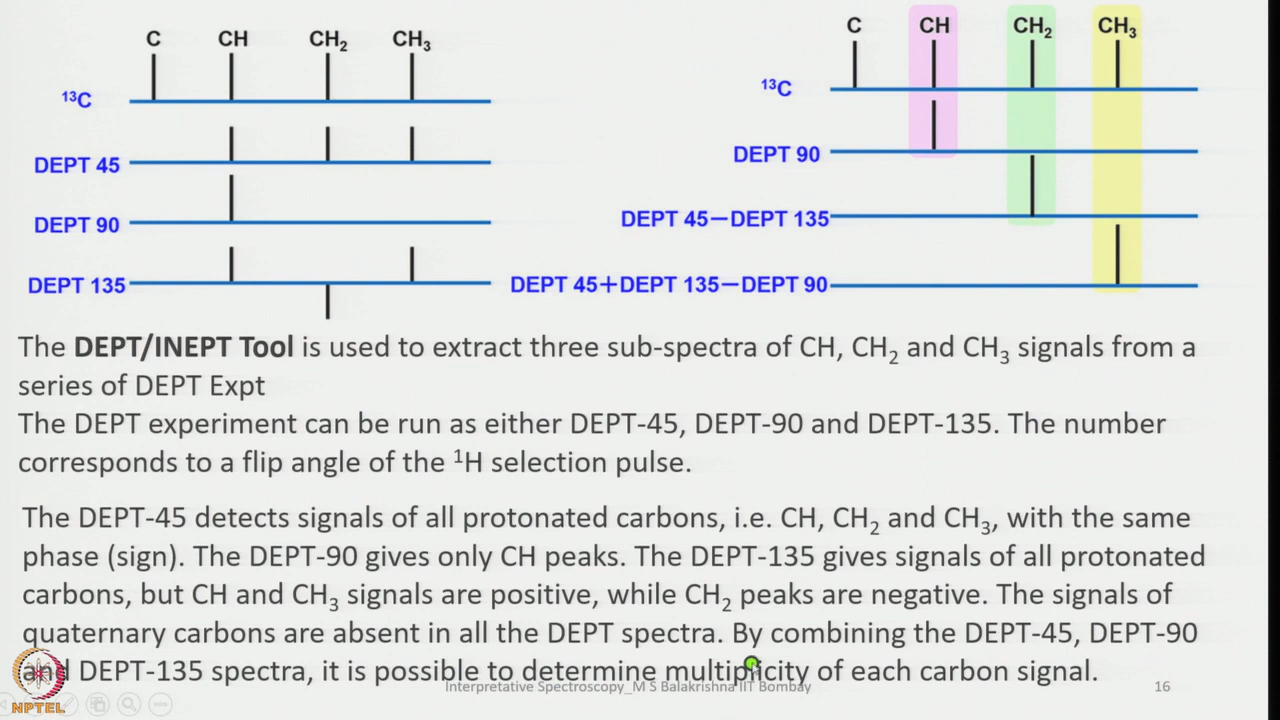 C CH CH₂ CH₃
¹³C
DEPT 45
DEPT 90
DEPT 135
C CH CH₂ CH₃
¹³C
DEPT 90
DEPT 45−DEPT 135
DEPT 45+DEPT 135−DEPT 90
The DEPT/INEPT Tool is used to extract three sub-spectra of CH, CH₂ and CH₃ signals from a
series of DEPT Expt
The DEPT experiment can be run as either DEPT-45, DEPT-90 and DEPT-135. The number
corresponds to a flip angle of the ¹H selection pulse.
The DEPT-45 detects signals of all protonated carbons, i.e. CH, CH₂ and CH₃, with the same
phase (sign). The DEPT-90 gives only CH peaks. The DEPT-135 gives signals of all protonated
carbons, but CH and CH₃ signals are positive, while CH₂ peaks are negative. The signals of
quaternary carbons are absent in all the DEPT spectra. By combining the DEPT-45, DEPT-90
and DEPT-135 spectra, it is possible to determine multiplicity of each carbon signal.
Interpretative Spectroscopy_M S Balakrishna IIT Bombay
16
NPTEL